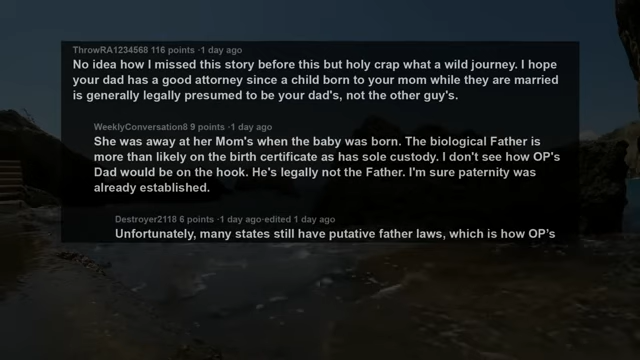 ThrowRA1234568 116 points · 1 day ago
No idea how I missed this story before this but holy crap what a wild journey. I hope
your dad has a good attorney since a child born to your mom while they are married
is generally legally presumed to be your dad's, not the other guy's.
WeeklyConversation8 9 points · 1 day ago
She was away at her Mom's when the baby was born. The biological Father is
more than likely on the birth certificate as has sole custody. I don't see how OP's
Dad would be on the hook. He's legally not the Father. I'm sure paternity was
already established.
Destroyer2118 6 points · 1 day ago·edited 1 day ago
Unfortunately, many states still have putative father laws, which is how OP's